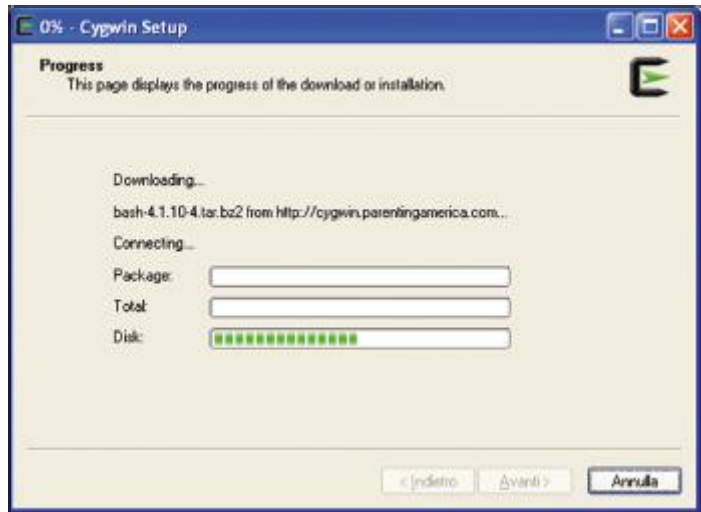 0% - Cygwin Setup
Progress
This page displays the progress of the download or installation.
Downloading...
bash-4.1.10-4.tar.bz2 from http://cygwin.parentingamerica.com...
Connecting...
Package:
Total:
Disk:
< Indietro Avanti > Annulla